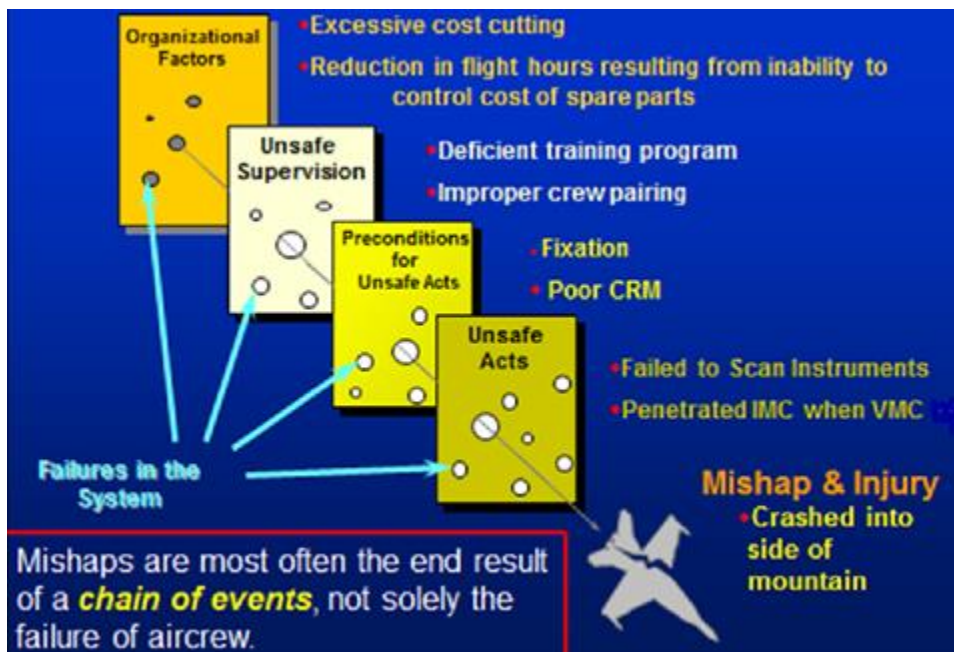 Organizational
Factors
•Excessive cost cutting
•Reduction in flight hours resulting from inability to
control cost of spare parts
Unsafe
Supervision
•Deficient training program
•Improper crew pairing
Preconditions
for
Unsafe Acts
•Fixation
•Poor CRM
Unsafe
Acts
•Failed to Scan Instruments
•Penetrated IMC when VMC
Failures in the
System
Mishap & Injury
•Crashed into
side of
mountain
Mishaps are most often the end result
of a chain of events, not solely the
failure of aircrew.